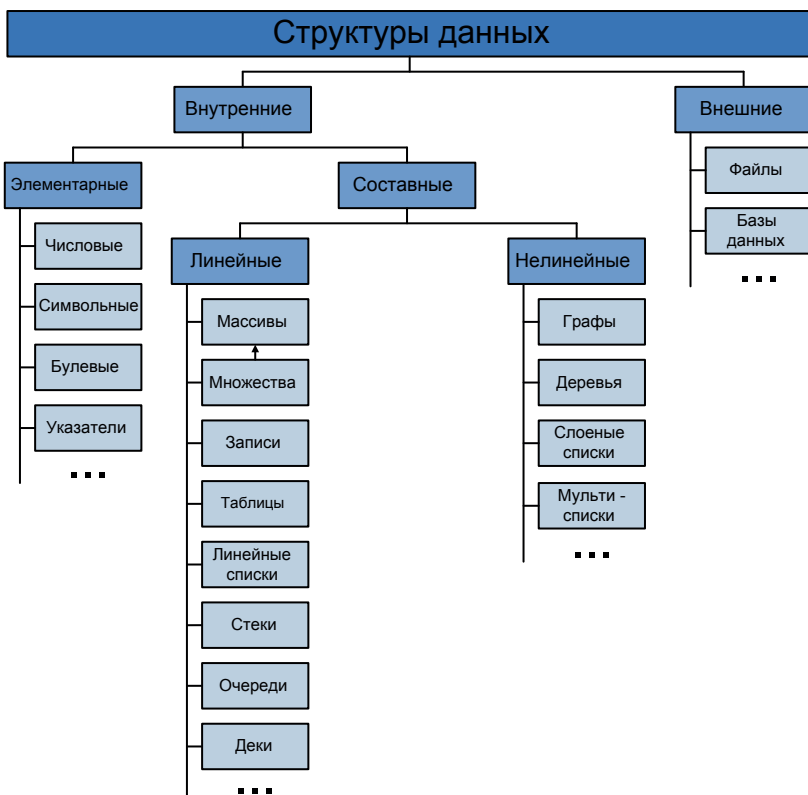 Структуры данных
Внутренние
Внешние
Элементарные
Составные
Файлы
Базы
данных
...
Числовые
Символьные
Булевые
Указатели
...
Линейные
Массивы
Множества
Записи
Таблицы
Линейные
списки
Стеки
Очереди
Деки
...
Нелинейные
Графы
Деревья
Слоеные
списки
Мульти -
списки
...